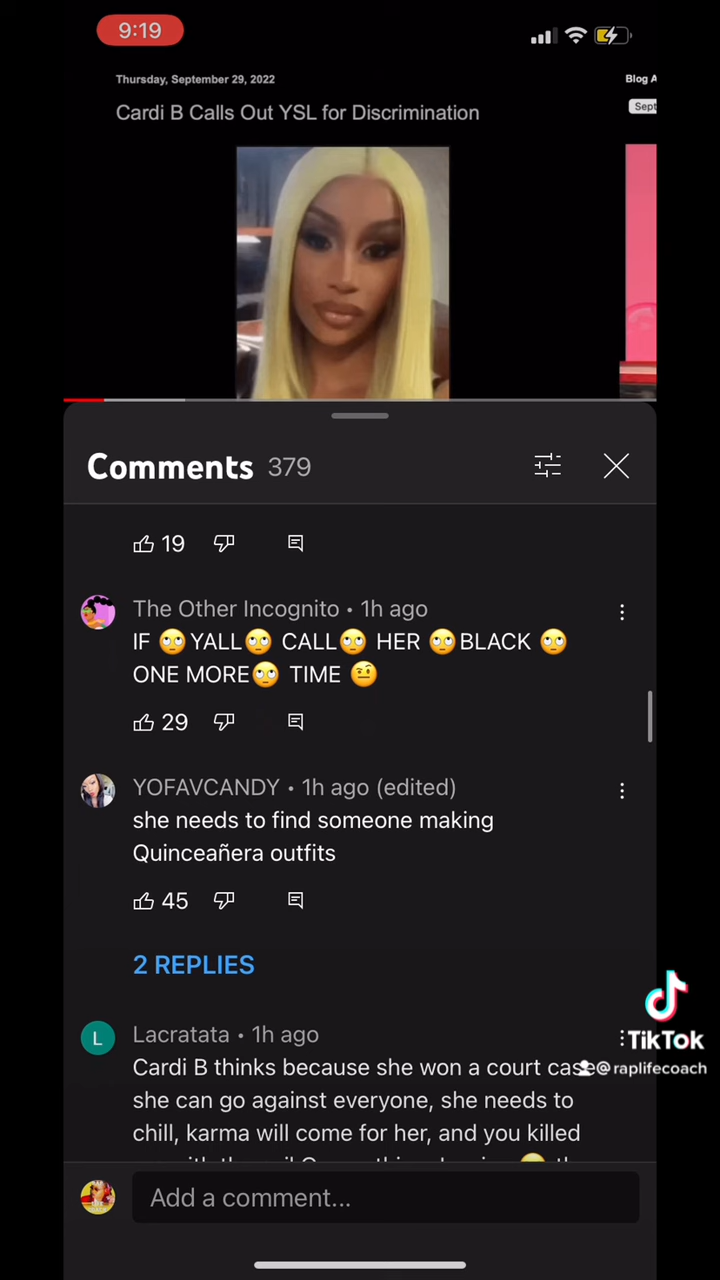 9:19
Thursday, September 29, 2022
Blog A
Cardi B Calls Out YSL for Discrimination
Sept
Comments 379
19
The Other Incognito • 1h ago
IF 🙄 YALL🙄 CALL🙄 HER 🙄BLACK 🙄
ONE MORE🙄 TIME 🤨
29
YOFAVCANDY • 1h ago (edited)
she needs to find someone making
Quinceañera outfits
45
2 REPLIES
L
Lacratata • 1h ago
TikTok
Cardi B thinks because she won a court case
@raplifecoach
she can go against everyone, she needs to
chill, karma will come for her, and you killed
Add a comment...